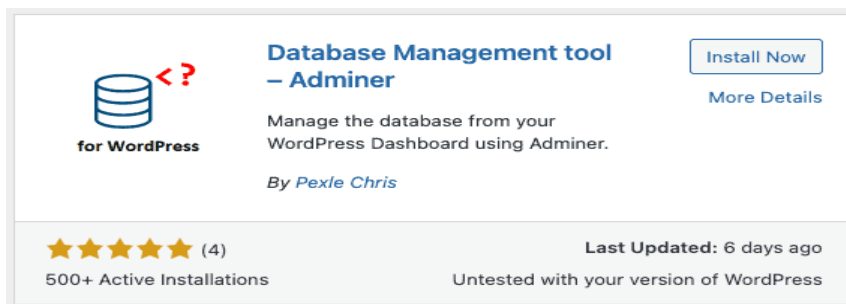 < ?
for WordPress
Database Management tool
– Adminer
Manage the database from your
WordPress Dashboard using Adminer.
By Pexle Chris
Install Now
More Details
(4)
500+ Active Installations
Last Updated: 6 days ago
Untested with your version of WordPress